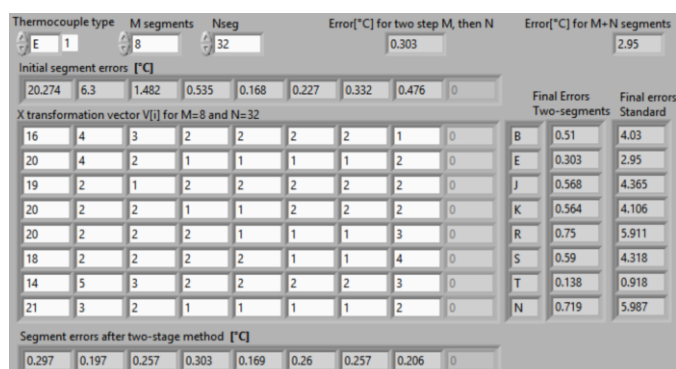 Thermocouple type M segments Nseg Error[°C] for two step M, then N Error[°C] for M+N segments
E 1 8 32 0.303 2.95
Initial segment errors [°C]
20.274 6.3 1.482 0.535 0.168 0.227 0.332 0.476 0
Final Errors Two-segments
Final errors Standard
X transformation vector V[i] for M=8 and N=32
16 4 3 2 2 2 2 1 0 B 0.51 4.03
20 4 2 1 1 1 1 2 0 E 0.303 2.95
19 2 1 2 2 2 2 2 0 J 0.568 4.365
20 2 2 1 1 2 2 2 0 K 0.564 4.106
20 2 2 2 1 1 1 3 0 R 0.75 5.911
18 2 2 2 2 1 1 4 0 S 0.59 4.318
14 5 3 2 2 2 2 3 0 T 0.138 0.918
21 3 2 1 1 1 1 2 0 N 0.719 5.987
Segment errors after two-stage method [°C]
0.297 0.197 0.257 0.303 0.169 0.26 0.257 0.206 0